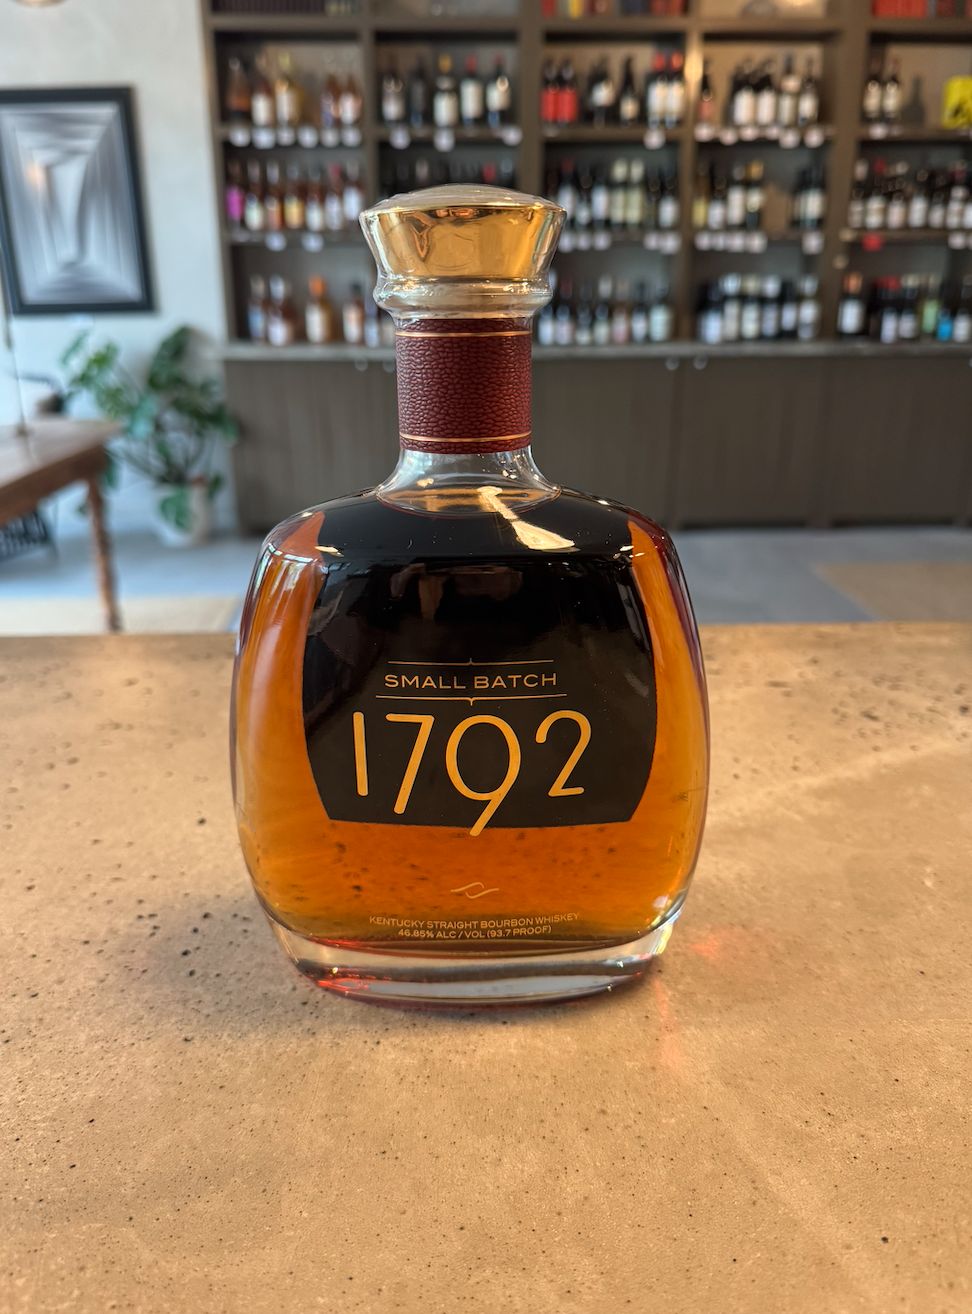 SMALL BATCH
1792
KENTUCKY STRAIGHT BOURBON WHISKEY
46.85% ALC / VOL (93.7 PROOF)